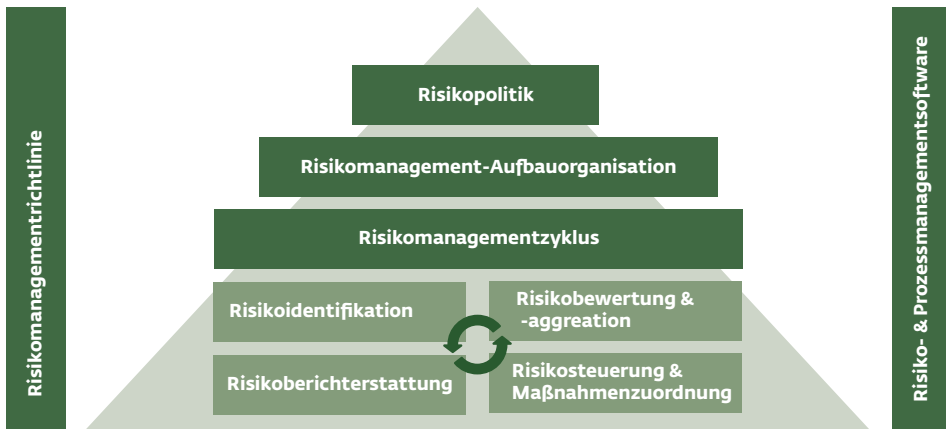 Risikomanagementrichtlinie
Risikopolitik
Risikomanagement-Aufbauorganisation
Risikomanagementzyklus
Risikoidentifikation
Risikobewertung &
-aggreation
Risikoberichterstattung
Risikosteuerung &
Maßnahmenzuordnung
Risiko- & Prozessmanagementsoftware